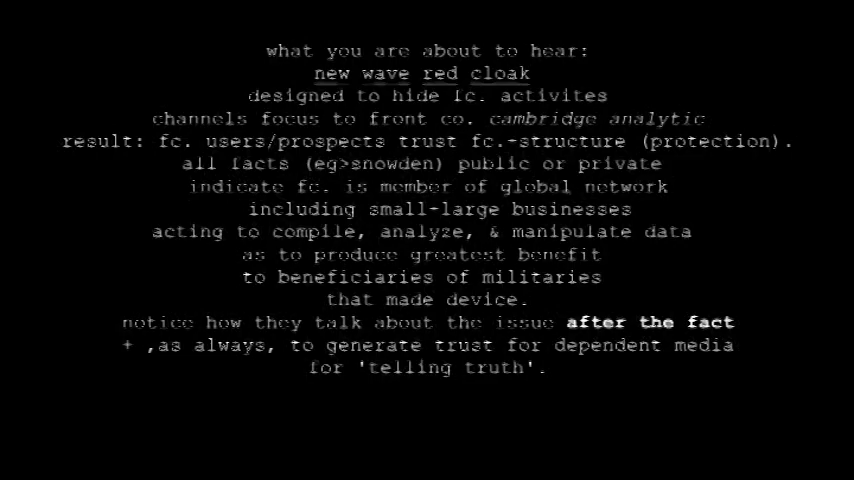 what you are about to hear:
new wave red cloak
designed to hide fc. activites
channels focus to front co. cambridge analytic
result: fc. users/prospects trust fc.+structure (protection).
all facts (eg>snowden) public or private
indicate fc. is member of global network
including small-large businesses
acting to compile, analyze, & manipulate data
as to produce greatest benefit
to beneficiaries of militaries
that made device.
notice how they talk about the issue after the fact
+ ,as always, to generate trust for dependent media
for 'telling truth'.